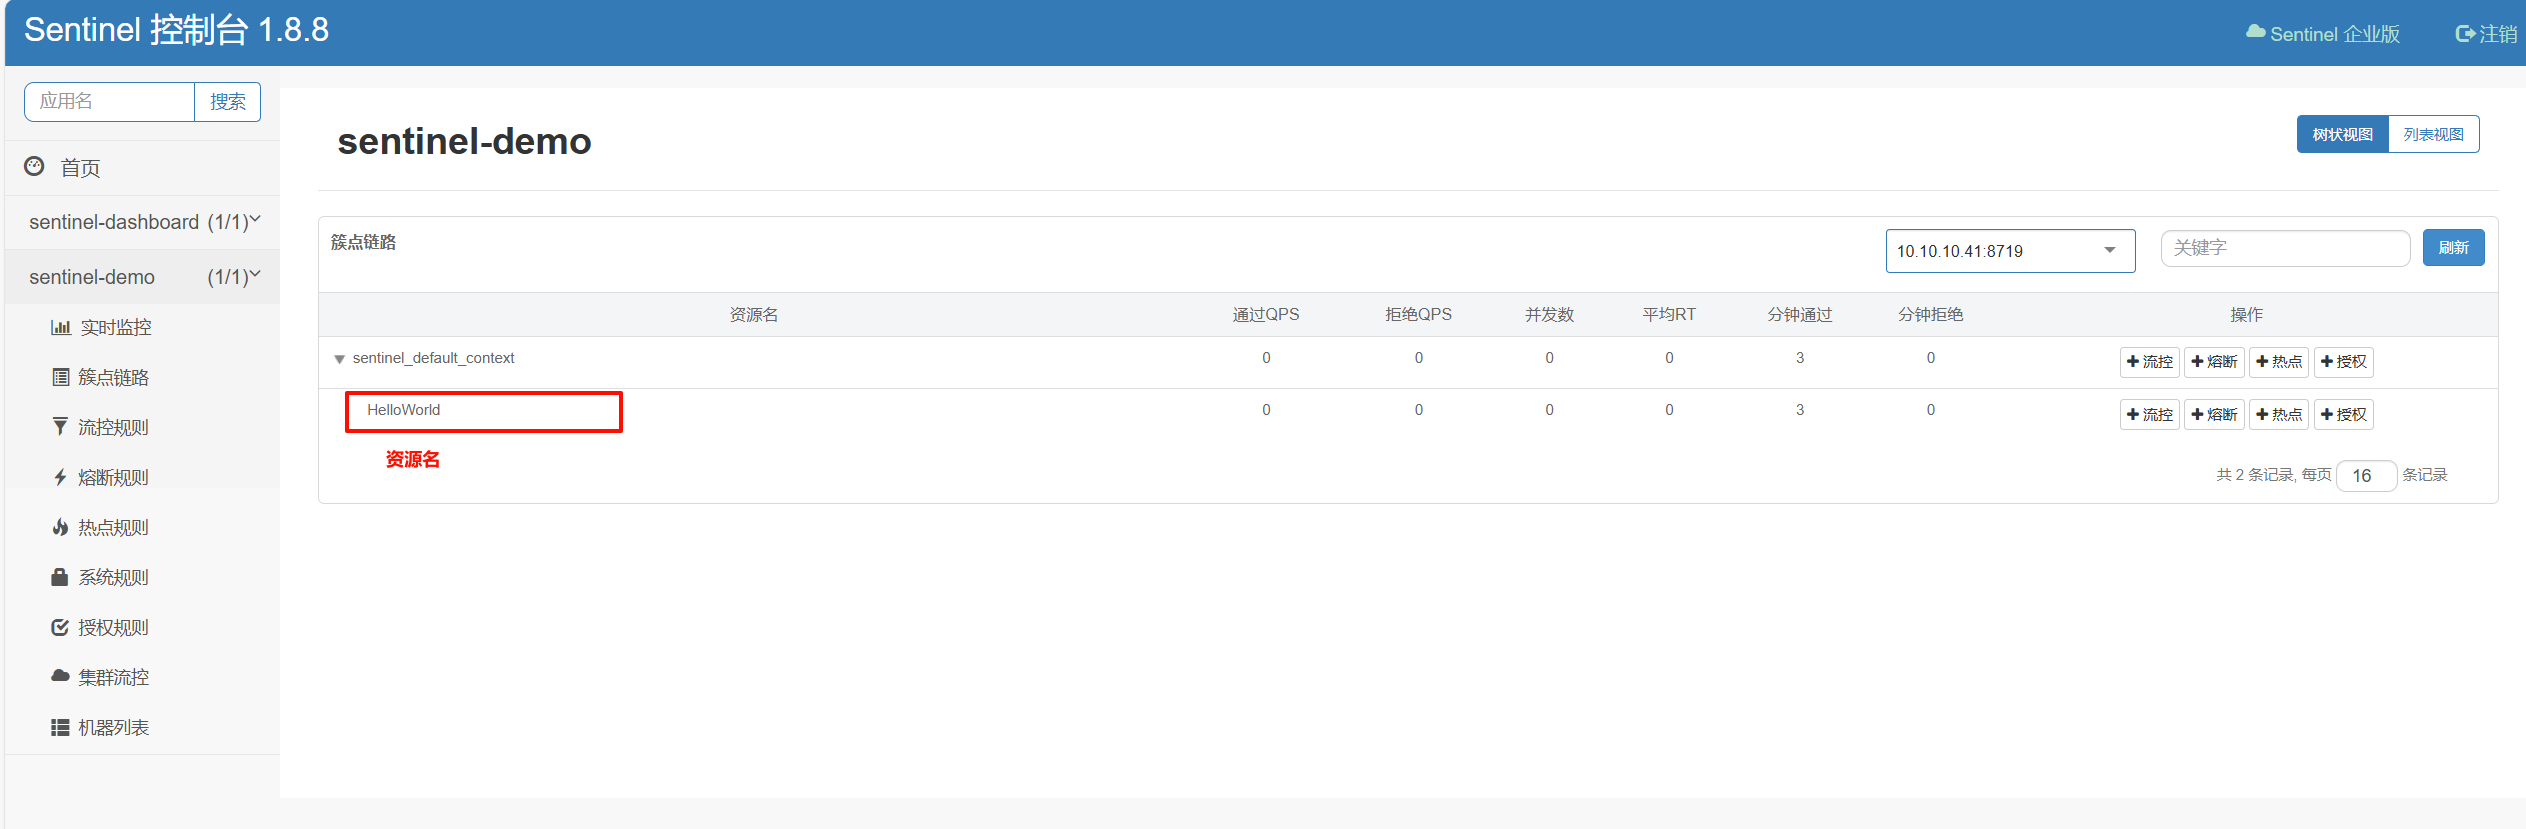 Sentinel 控制台 1.8.8
Sentinel 企业版 注销
应用名 搜索
首页
sentinel-dashboard (1/1)
sentinel-demo (1/1)
实时监控
簇点链路
流控规则
熔断规则
热点规则
系统规则
授权规则
集群流控
机器列表
sentinel-demo
树状视图 列表视图
簇点链路 10.10.10.41:8719 关键字 刷新
资源名 通过QPS 拒绝QPS 并发数 平均RT 分钟通过 分钟拒绝 操作
sentinel_default_context 0 0 0 0 3 0 流控 熔断 热点 授权
HelloWorld 0 0 0 0 3 0 流控 熔断 热点 授权
资源名
共 2 条记录, 每页 16 条记录